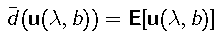 d̄(𝐮(λ, b)) = 𝗘[𝐮(λ, b)]